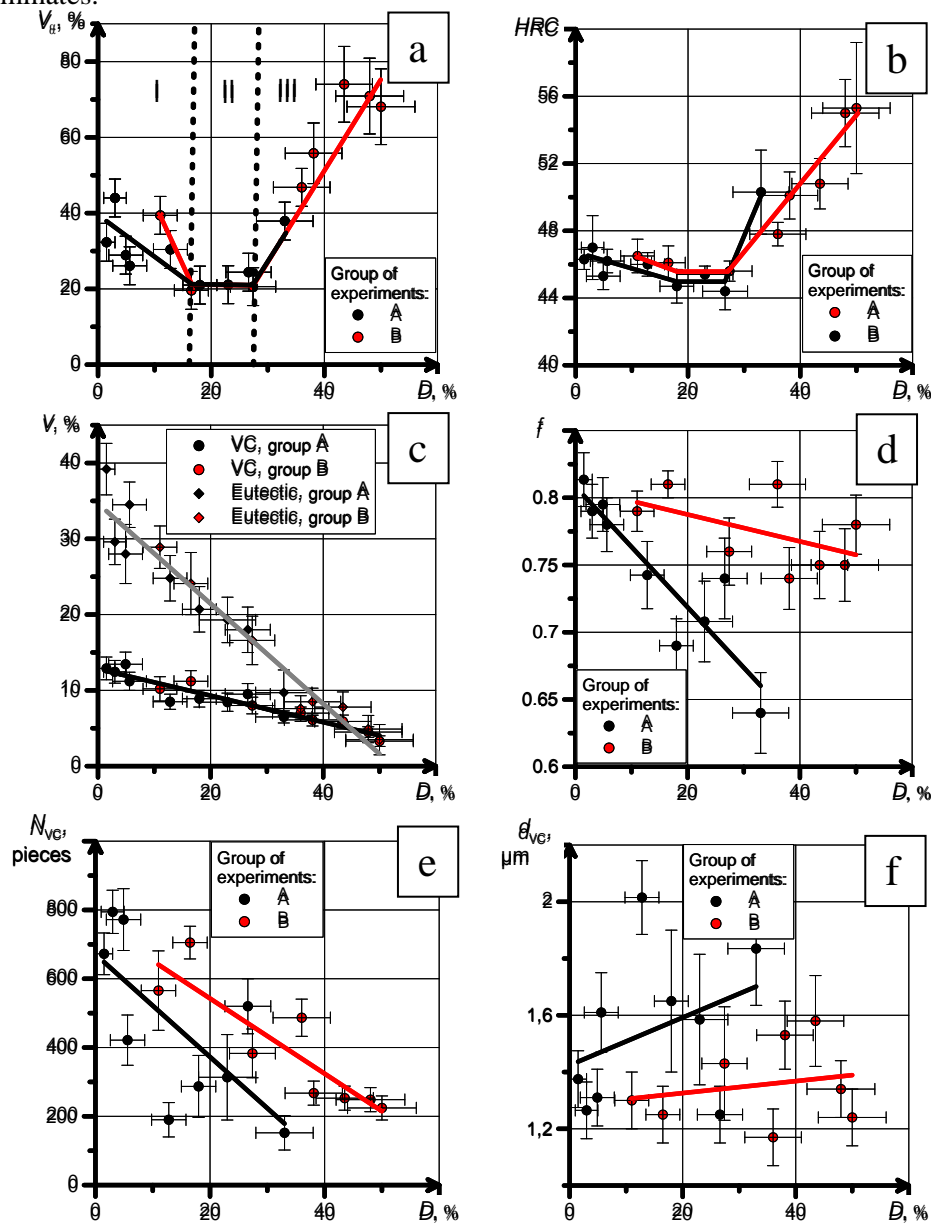 minutes.
Vα, %
a
80
60
40
20
0
I II III
Group of
experiments:
A
B
0 20 40 D, %
HRC
b
56
52
48
44
40
Group of
experiments:
A
B
0 20 40 D, %
V, %
c
40
30
20
10
0
VC, group A
VC, group B
Eutectic, group A
Eutectic, group B
0 20 40 D, %
f
d
0.8
0.75
0.7
0.65
0.6
Group of
experiments:
A
B
0 20 40 D, %
NVC,
pieces
e
800
600
400
200
0
Group of
experiments:
A
B
0 20 40 D, %
dVC,
µm
f
2
1,6
1,2
Group of
experiments:
A
B
0 20 40 D, %